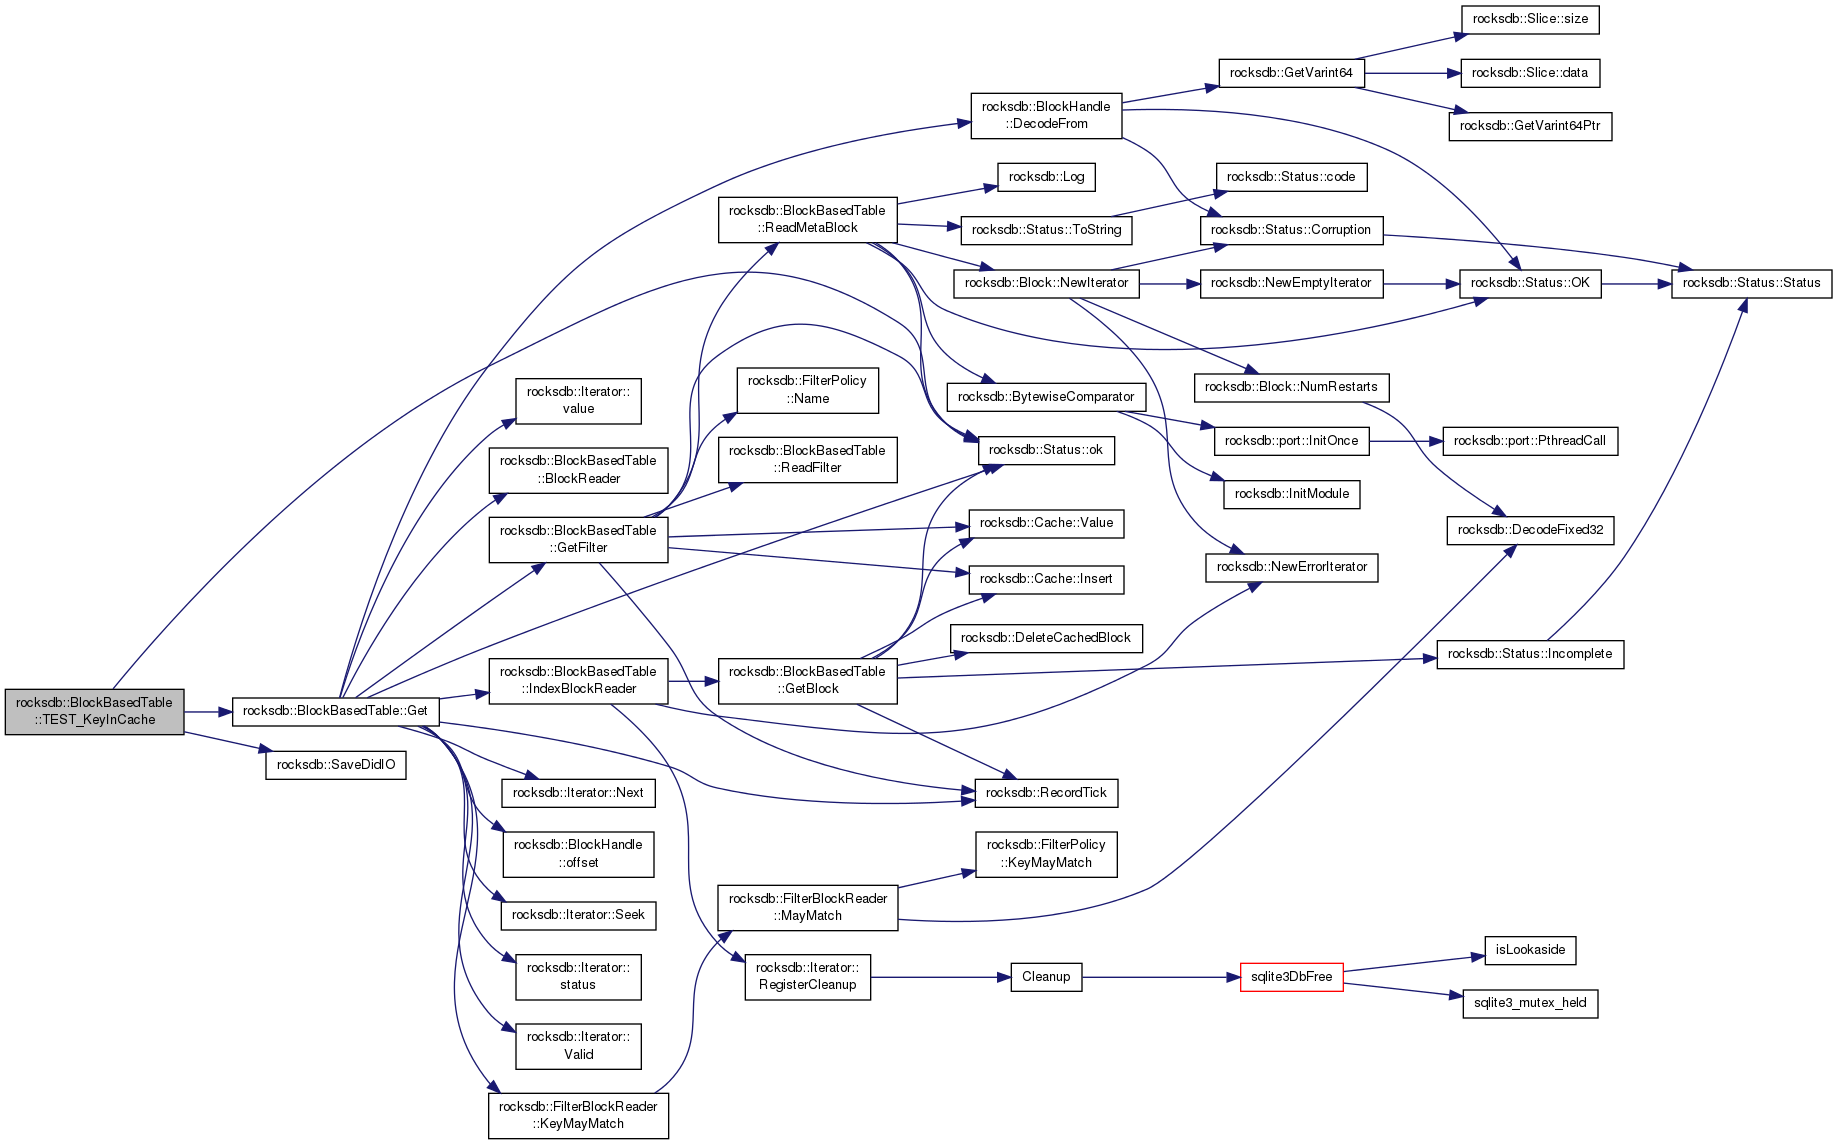 rocksdb::BlockBasedTable
::TEST_KeyInCache
rocksdb::BlockBasedTable::Get
rocksdb::SaveDidIO
rocksdb::Iterator::
value
rocksdb::BlockBasedTable
::BlockReader
rocksdb::BlockBasedTable
::GetFilter
rocksdb::BlockBasedTable
::IndexBlockReader
rocksdb::Iterator::Next
rocksdb::BlockHandle
::offset
rocksdb::Iterator::Seek
rocksdb::Iterator::
status
rocksdb::Iterator::
Valid
rocksdb::FilterBlockReader
::KeyMayMatch
rocksdb::BlockBasedTable
::ReadMetaBlock
rocksdb::FilterPolicy
::Name
rocksdb::BlockBasedTable
::ReadFilter
rocksdb::BlockBasedTable
::GetBlock
rocksdb::FilterBlockReader
::MayMatch
rocksdb::Iterator::
RegisterCleanup
rocksdb::BlockHandle
::DecodeFrom
rocksdb::Log
rocksdb::Status::ToString
rocksdb::Block::NewIterator
rocksdb::BytewiseComparator
rocksdb::Status::ok
rocksdb::Cache::Value
rocksdb::Cache::Insert
rocksdb::DeleteCachedBlock
rocksdb::RecordTick
rocksdb::FilterPolicy
::KeyMayMatch
Cleanup
rocksdb::GetVarint64
rocksdb::Status::code
rocksdb::Status::Corruption
rocksdb::NewEmptyIterator
rocksdb::Block::NumRestarts
rocksdb::port::InitOnce
rocksdb::InitModule
rocksdb::NewErrorIterator
sqlite3DbFree
rocksdb::Slice::size
rocksdb::Slice::data
rocksdb::GetVarint64Ptr
rocksdb::Status::OK
rocksdb::port::PthreadCall
rocksdb::DecodeFixed32
rocksdb::Status::Incomplete
isLookaside
sqlite3_mutex_held
rocksdb::Status::Status